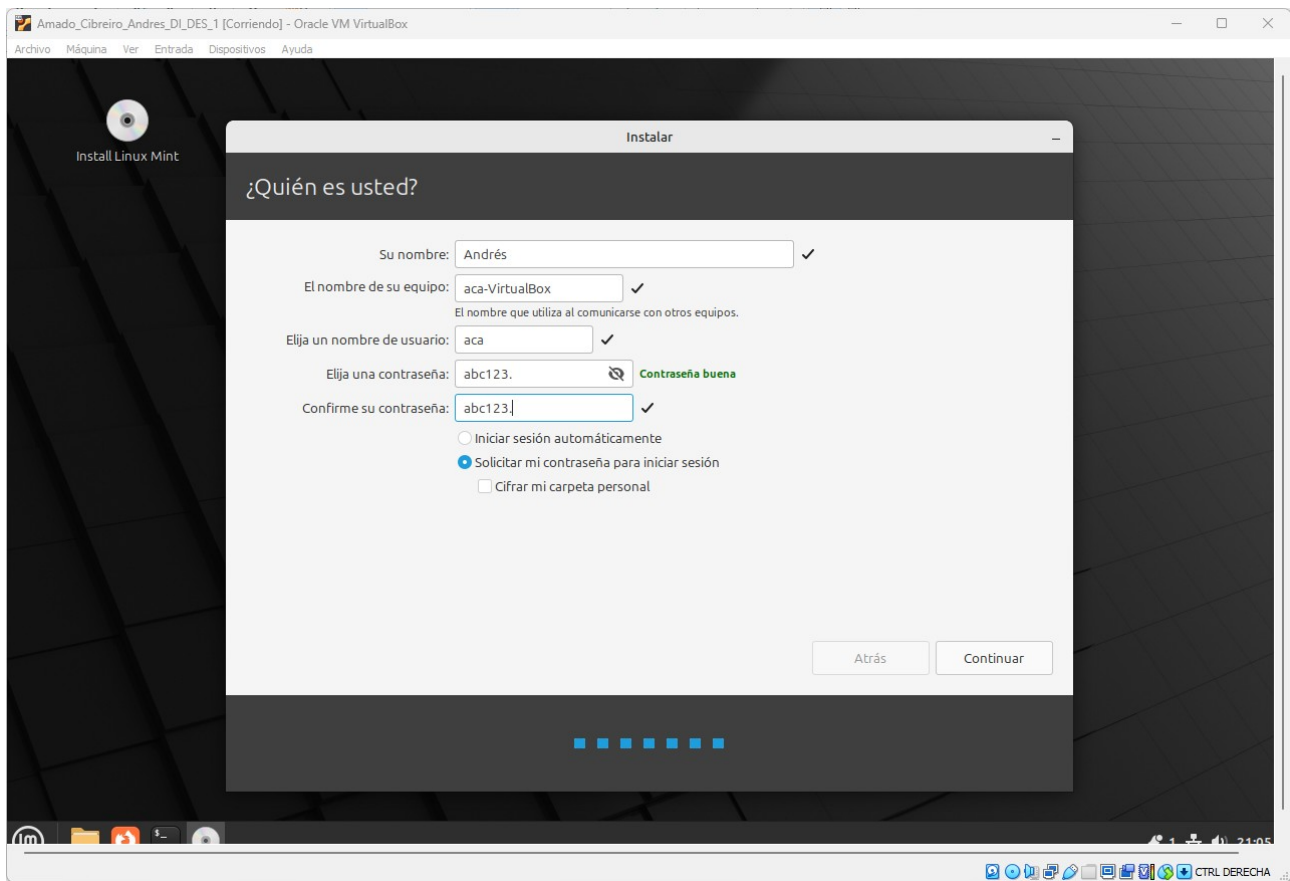 Amado_Cibreiro_Andres_DI_DES_1 [Corriendo] - Oracle VM VirtualBox
Archivo Máquina Ver Entrada Dispositivos Ayuda
Install Linux Mint
Instalar
¿Quién es usted?
Su nombre: Andrés
El nombre de su equipo: aca-VirtualBox
El nombre que utiliza al comunicarse con otros equipos.
Elija un nombre de usuario: aca
Elija una contraseña: abc123. Contraseña buena
Confirme su contraseña: abc123.
Iniciar sesión automáticamente
Solicitar mi contraseña para iniciar sesión
Cifrar mi carpeta personal
Atrás Continuar
lm $_ 1 21:05
CTRL DERECHA